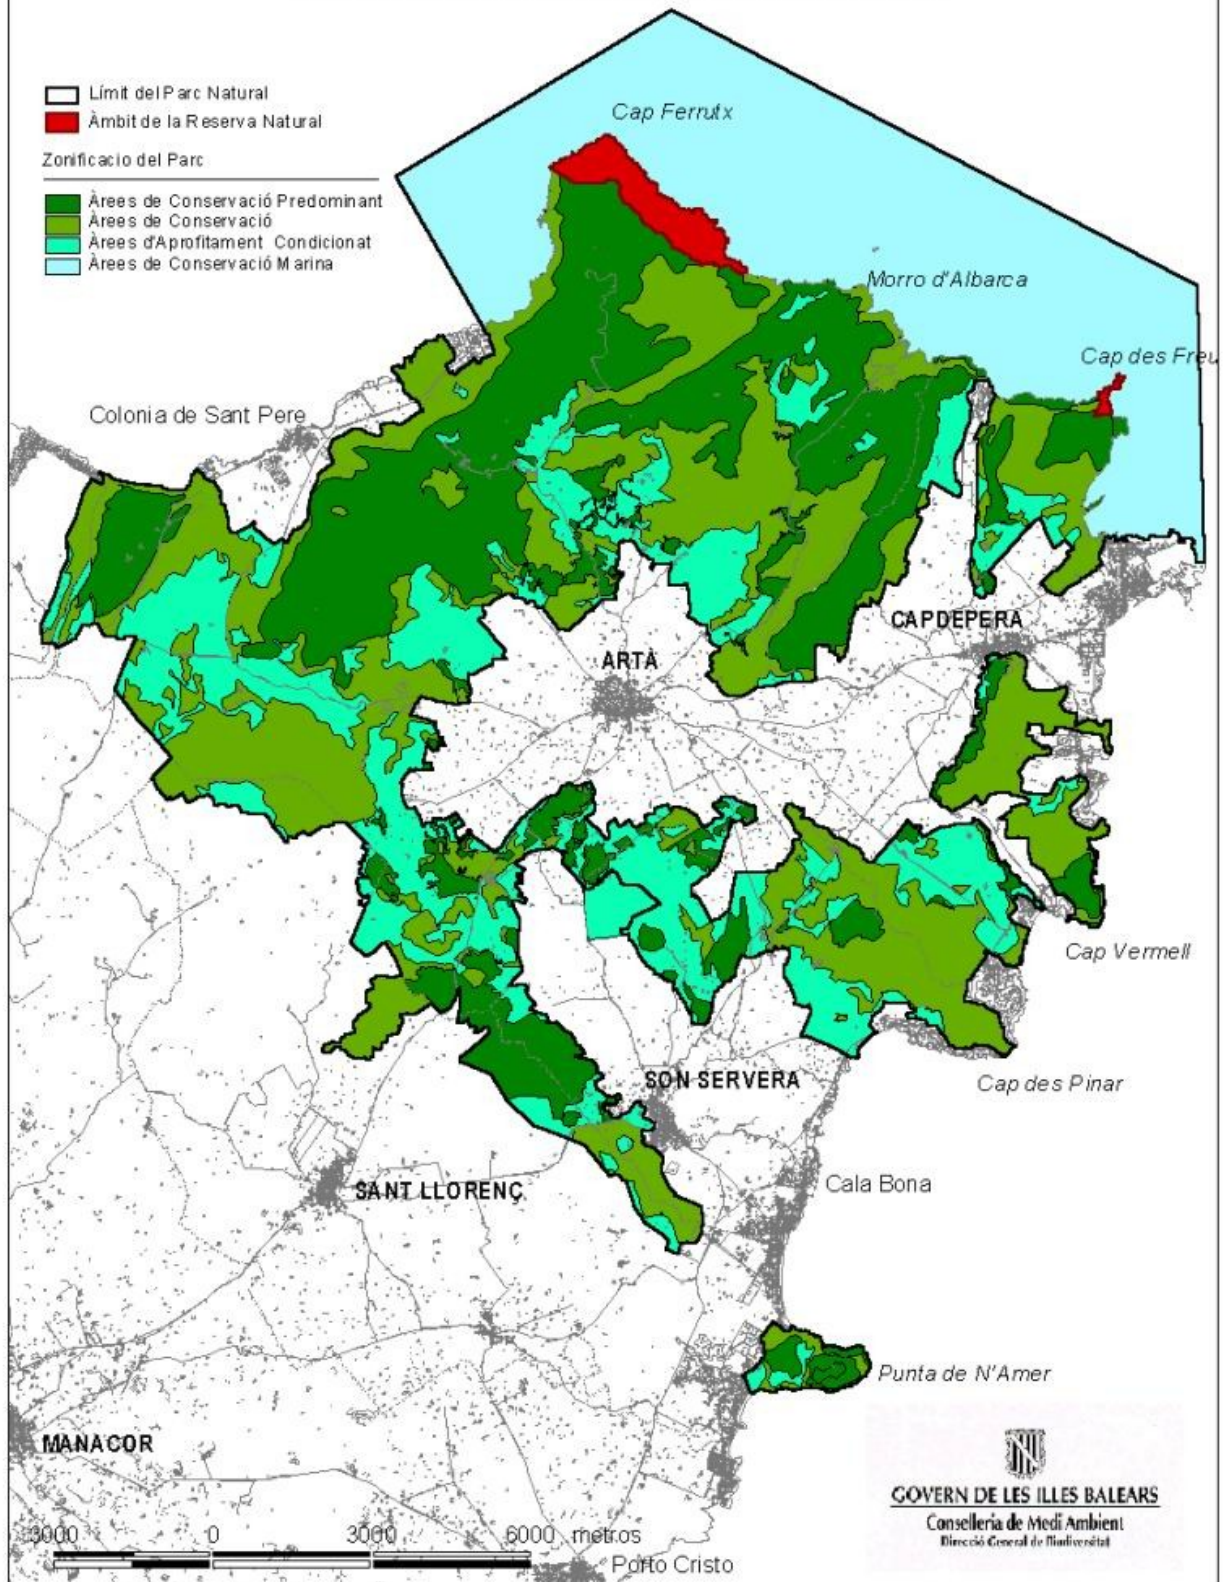 Límit del Parc Natural
Àmbit de la Reserva Natural
Zonificacio del Parc
Àrees de Conservació Predominant
Àrees de Conservació
Àrees d'Aprofitament Condicionat
Àrees de Conservació Marina
Cap Ferrutx
Morro d'Albarca
Cap des Freu
Colonia de Sant Pere
CAPDEPERA
ARTÀ
Cap Vermell
SON SERVERA
Cap des Pinar
SANT LLORENÇ
Cala Bona
Punta de N'Amer
MANACOR
GOVERN DE LES ILLES BALEARS
Conselleria de Medi Ambient
Direcció General de Biodiversitat
3000 0 3000 6000 metros
Porto Cristo